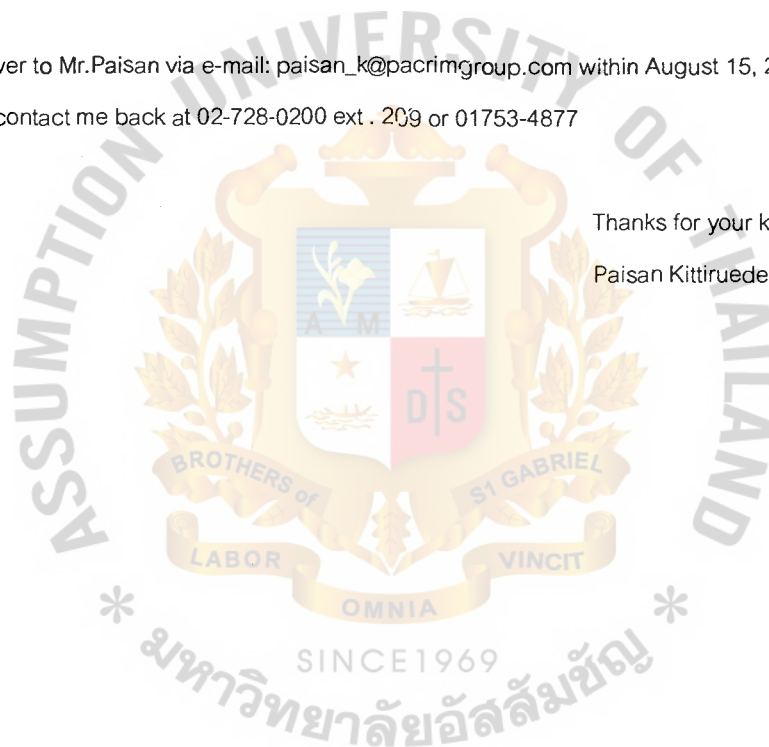 ver to Mr.Paisan via e-mail: paisan_k@pacrimgroup.com within August 15, 2
contact me back at 02-728-0200 ext . 209 or 01753-4877
Thanks for your k
Paisan Kittiruede
ASSUMPTION UNIVERSITY OF THAILAND
A M
D S
BROTHERS of S1 GABRIEL
LABOR
OMNIA
VINCIT
SINCE1969
* มหาวิทยาลัยอัสสัมชัญ *